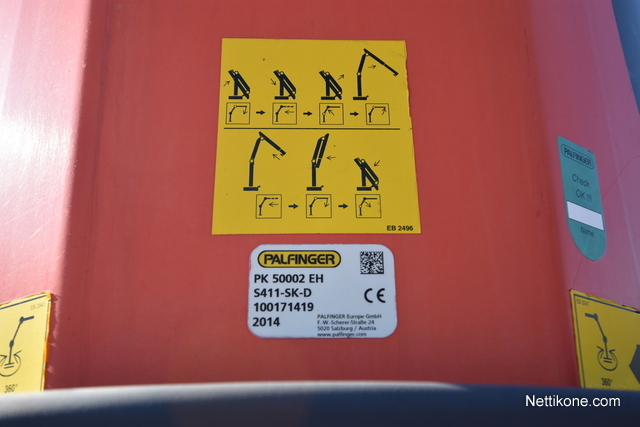 EB 2496
PALFINGER
PK 50002 EH
S411-SK-D
100171419
2014
PALFINGER Europe GmbH
F.-W.-Scherer-Straße 24
5020 Salzburg / Austria
www.palfinger.com
CE
PALFINGER
Check
OK !!!
Name
360°
360°
Nettikone.com